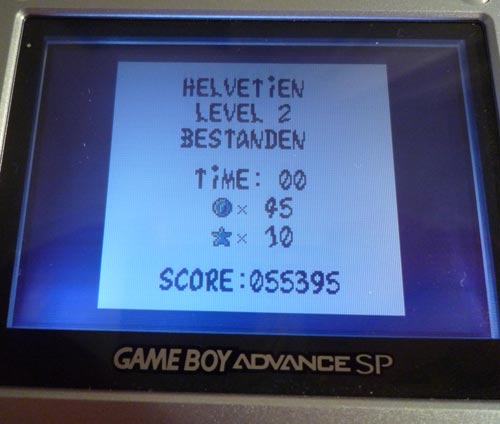 HELVETiEN
LEVEL 2
BESTANDEN
TiME: 00
× 45
× 10
SCORE:055395
GAME BOY ADVANCE SP